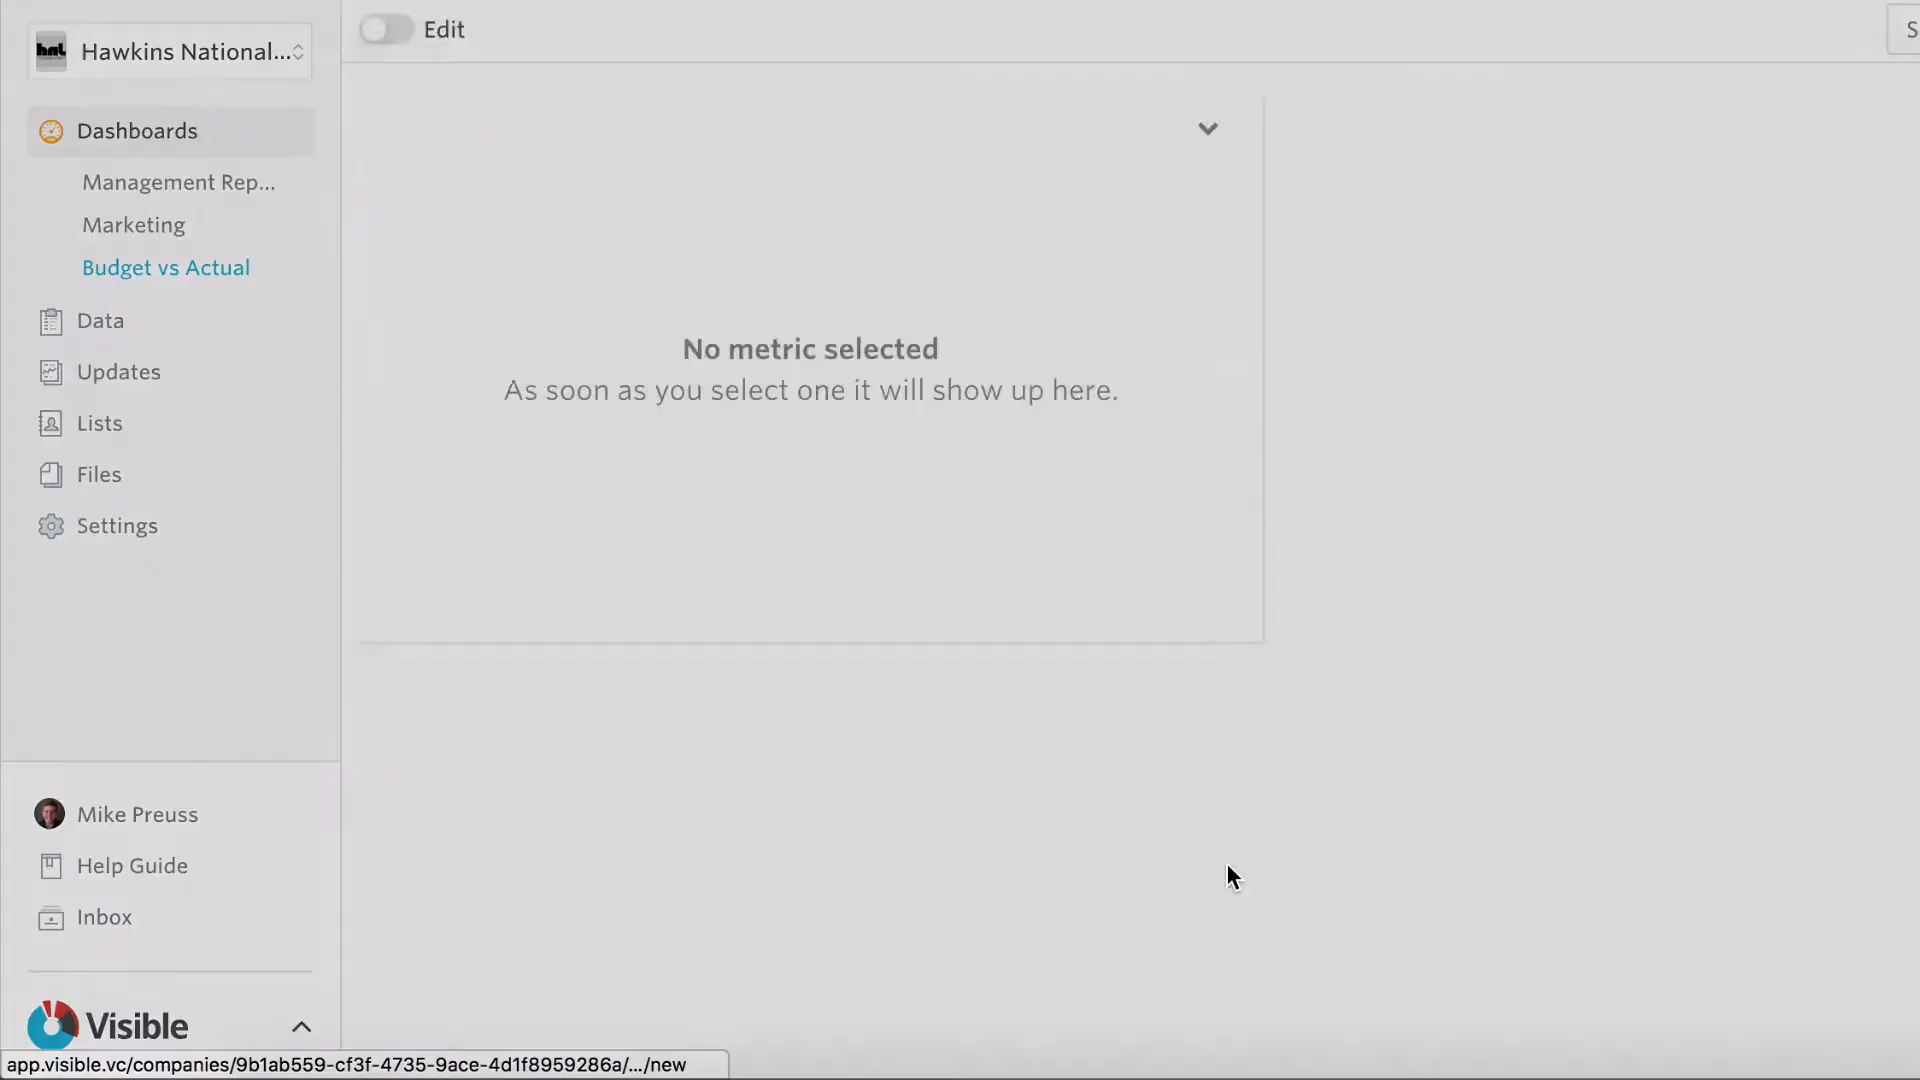 hnl
Hawkins National...
Edit
S
Dashboards
Management Rep...
Marketing
Budget vs Actual
Data
Updates
Lists
Files
Settings
No metric selected
As soon as you select one it will show up here.
Mike Preuss
Help Guide
Inbox
Visible
app.visible.vc/companies/9b1ab559-cf3f-4735-9ace-4d1f8959286a/.../new